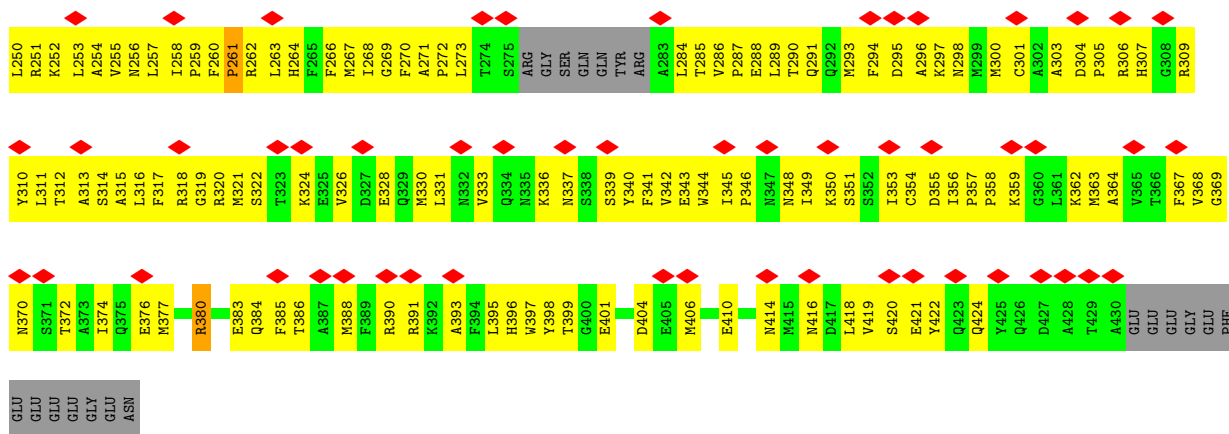 L250 R251 K252 L253 A254 V255 N256 L257 I258 P259 F260 P261 R262 L263 H264 F265 F266 M267 I268 G269 F270 A271 P272 L273 T274 S275 ARG GLY SER GLN GLN TYR ARG A283 L284 T285 V286 P287 E288 L289 T290 Q291 Q292 M293 F294 D295 A296 K297 N298 M299 M300 C301 A302 A303 D304 P305 R306 H307 G308 R309
Y310 L311 T312 A313 S314 A315 L316 F317 R318 G319 R320 M321 S322 T323 K324 E325 V326 D327 E328 Q329 M330 L331 N332 V333 Q334 N335 K336 N337 S338 S339 Y340 F341 V342 E343 W344 I345 P346 N347 N348 I349 K350 S351 S352 I353 C354 D355 I356 P357 P358 K359 G360 L361 K362 M363 A364 V365 T366 F367 V368 G369
N370 S371 T372 A373 I374 Q375 E376 M377 R380 E383 Q384 F385 T386 A387 M388 F389 R390 R391 K392 A393 F394 L395 H396 W397 Y398 T399 G400 E401 D404 E405 M406 E410 N414 M415 N416 D417 L418 V419 S420 E421 Y422 Q423 Q424 Y425 Q426 D427 A428 T429 A430 GLU GLU GLU GLY GLU PHE
GLU GLU GLU GLU GLY GLU ASN